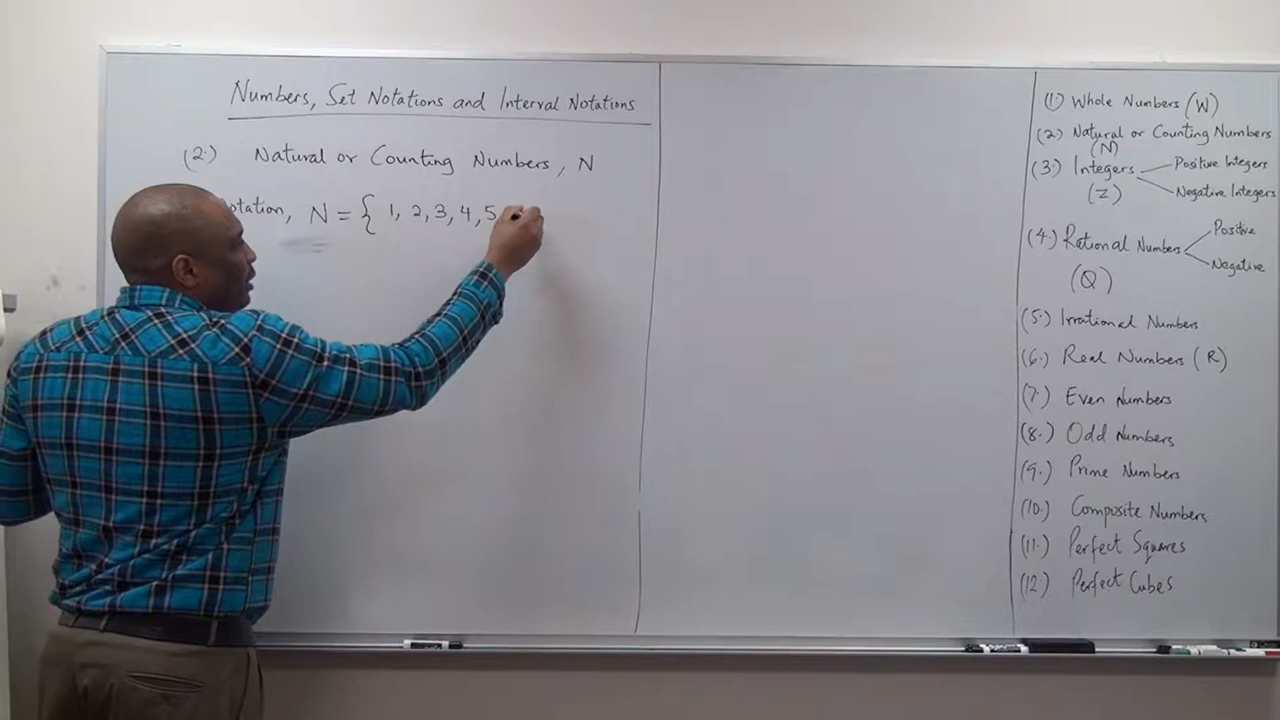 Numbers, Set Notations and Interval Notations
(2.) Natural or Counting Numbers, N
Notation, N = { 1, 2, 3, 4, 5
(1) Whole Numbers (W)
(2) Natural or Counting Numbers
(N)
(3.) Integers
Positive Integers
Negative Integers
(Z)
(4.) Rational Numbers
Positive
Negative
(Q)
(5.) Irrational Numbers
(6.) Real Numbers (R)
(7.) Even Numbers
(8.) Odd Numbers
(9.) Prime Numbers
(10.) Composite Numbers
(11.) Perfect Squares
(12.) Perfect Cubes